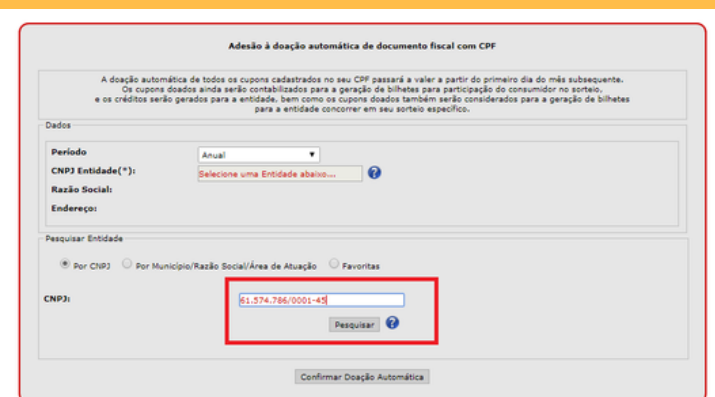 Adesão à doação automática de documento fiscal com CPF
A doação automática de todos os cupons cadastrados no seu CPF passará a valer a partir do primeiro dia do mês subsequente.
Os cupons doados ainda serão contabilizados para a geração de bilhetes para participação do consumidor no sorteio,
e os créditos serão gerados para a entidade, bem como os cupons doados também serão considerados para a geração de bilhetes
para a entidade concorrer em seu sorteio específico.
Dados
Período Anual
CNPJ Entidade(*): Selecione uma Entidade abaixo...
Razão Social:
Endereço:
Pesquisar Entidade
Por CNPJ Por Município/Razão Social/Área de Atuação Favoritas
CNPJ: 61.574.786/0001-45
Pesquisar
Confirmar Doação Automática